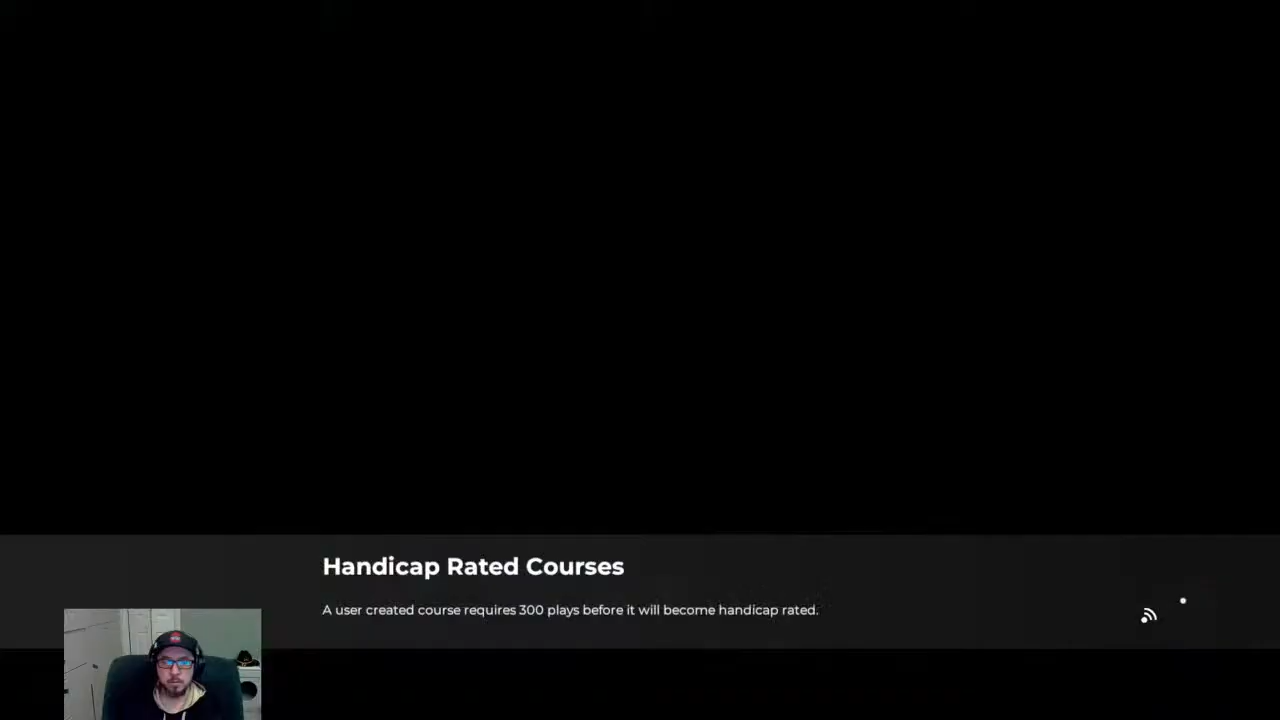 Handicap Rated Courses
A user created course requires 300 plays before it will become handicap rated.